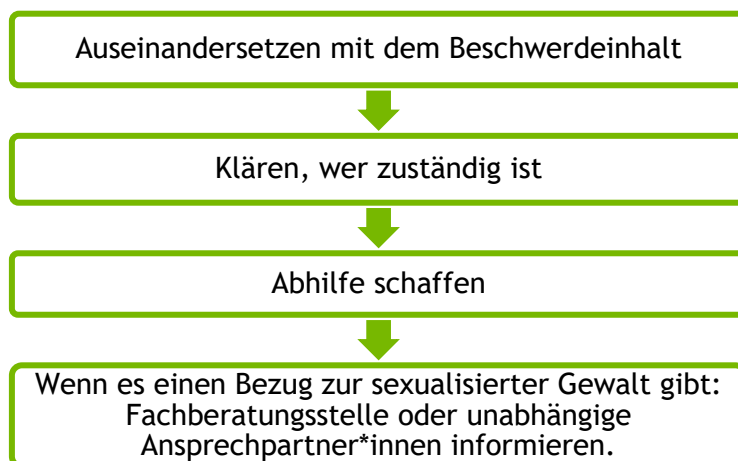 Auseinandersetzen mit dem Beschwerdeinhalt
Klären, wer zuständig ist
Abhilfe schaffen
Wenn es einen Bezug zur sexualisierter Gewalt gibt:
Fachberatungsstelle oder unabhängige
Ansprechpartner*innen informieren.